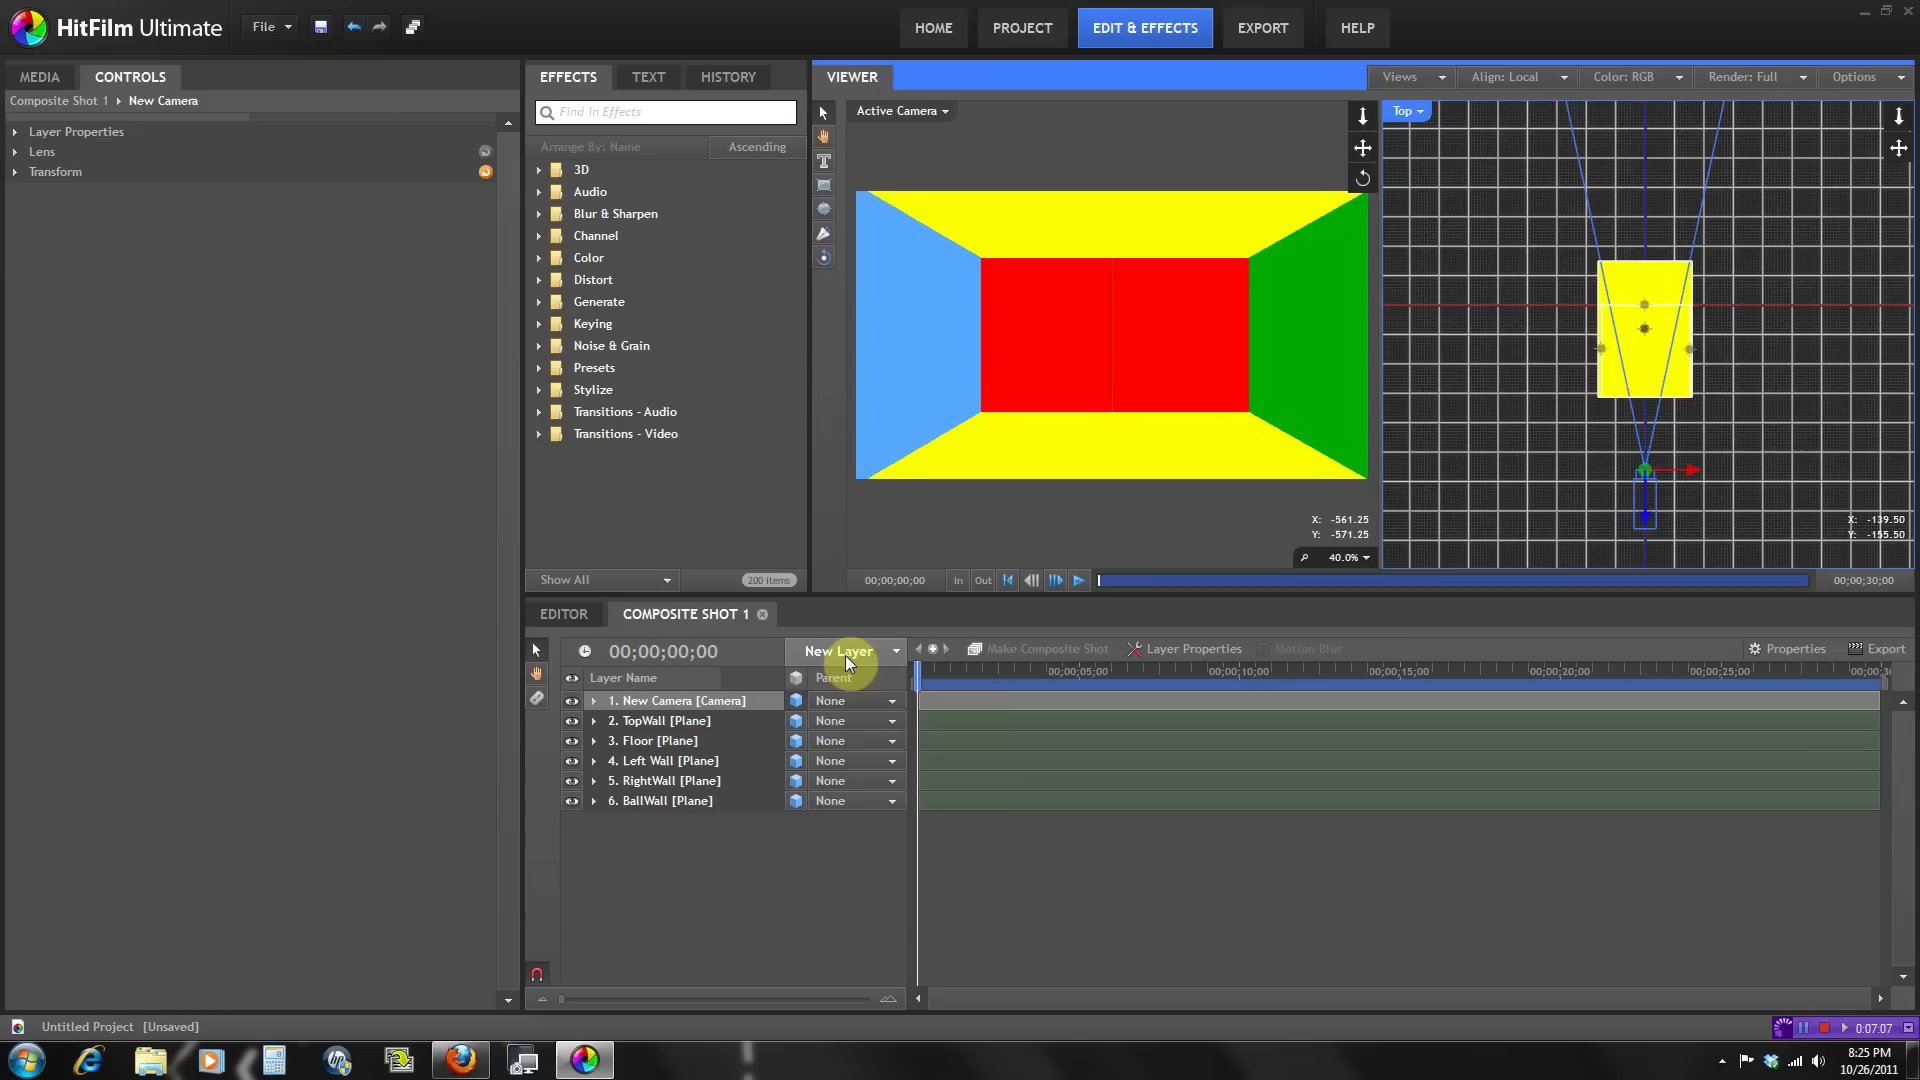 HitFilm Ultimate
File
HOME
PROJECT
EDIT & EFFECTS
EXPORT
HELP
MEDIA
CONTROLS
Composite Shot 1 New Camera
Layer Properties
Lens
Transform
EFFECTS
TEXT
HISTORY
Find in Effects
Arrange By: Name
Ascending
3D
Audio
Blur & Sharpen
Channel
Color
Distort
Generate
Keying
Noise & Grain
Presets
Stylize
Transitions - Audio
Transitions - Video
Show All
200 items
VIEWER
Views
Align: Local
Color: RGB
Render: Full
Options
Active Camera
Top
X: -561.25
Y: -571.25
40.0%
X: -139.50
Y: -155.50
00;00;00;00
In
Out
00;00;30;00
EDITOR
COMPOSITE SHOT 1
00;00;00;00
New Layer
Make Composite Shot
Layer Properties
Motion Blur
Properties
Export
Layer Name
Parent
00;00;05;00
00;00;10;00
00;00;15;00
00;00;20;00
00;00;25;00
00;00;3
1. New Camera [Camera] None
2. TopWall [Plane] None
3. Floor [Plane] None
4. Left Wall [Plane] None
5. RightWall [Plane] None
6. BallWall [Plane] None
Untitled Project [Unsaved]
0:07:07
8:25 PM
10/26/2011